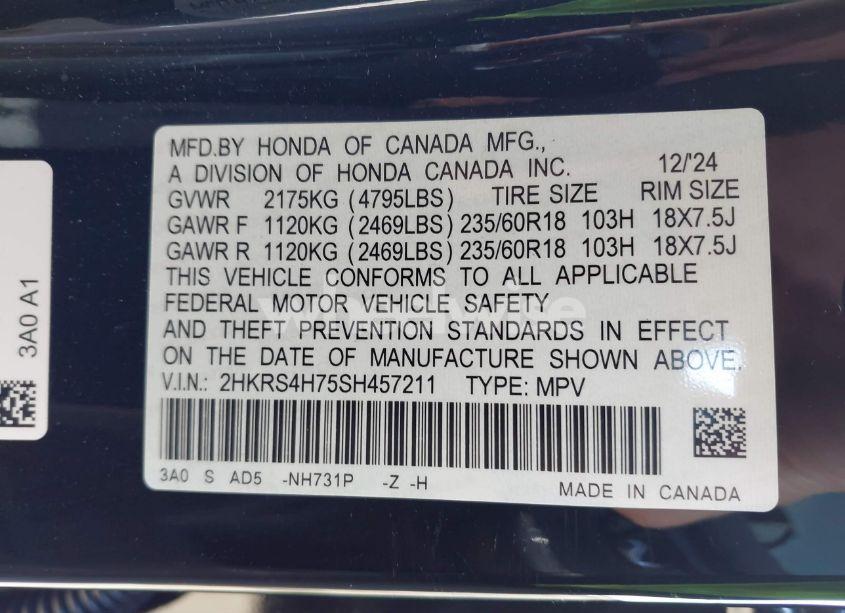 MFD.BY HONDA OF CANADA MFG.,
A DIVISION OF HONDA CANADA INC. 12/'24
GVWR 2175KG (4795LBS) TIRE SIZE RIM SIZE
GAWR F 1120KG (2469LBS) 235/60R18 103H 18X7.5J
GAWR R 1120KG (2469LBS) 235/60R18 103H 18X7.5J
THIS VEHICLE CONFORMS TO ALL APPLICABLE
FEDERAL MOTOR VEHICLE SAFETY
AND THEFT PREVENTION STANDARDS IN EFFECT
ON THE DATE OF MANUFACTURE SHOWN ABOVE.
V.I.N.: 2HKRS4H75SH457211 TYPE: MPV
3A0 S AD5 -NH731P -Z -H
MADE IN CANADA
3A0 A1